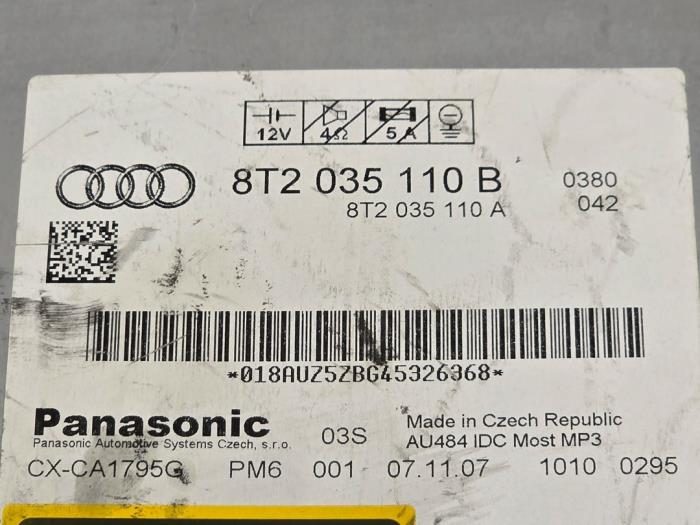 12V 4Ω 5A
8T2 035 110 B 0380
8T2 035 110 A 042
*018AUZ5ZBG45326368*
Panasonic 03S Made in Czech Republic
Panasonic Automotive Systems Czech, s.r.o. AU484 IDC Most MP3
CX-CA1795G PM6 001 07.11.07 1010 0295